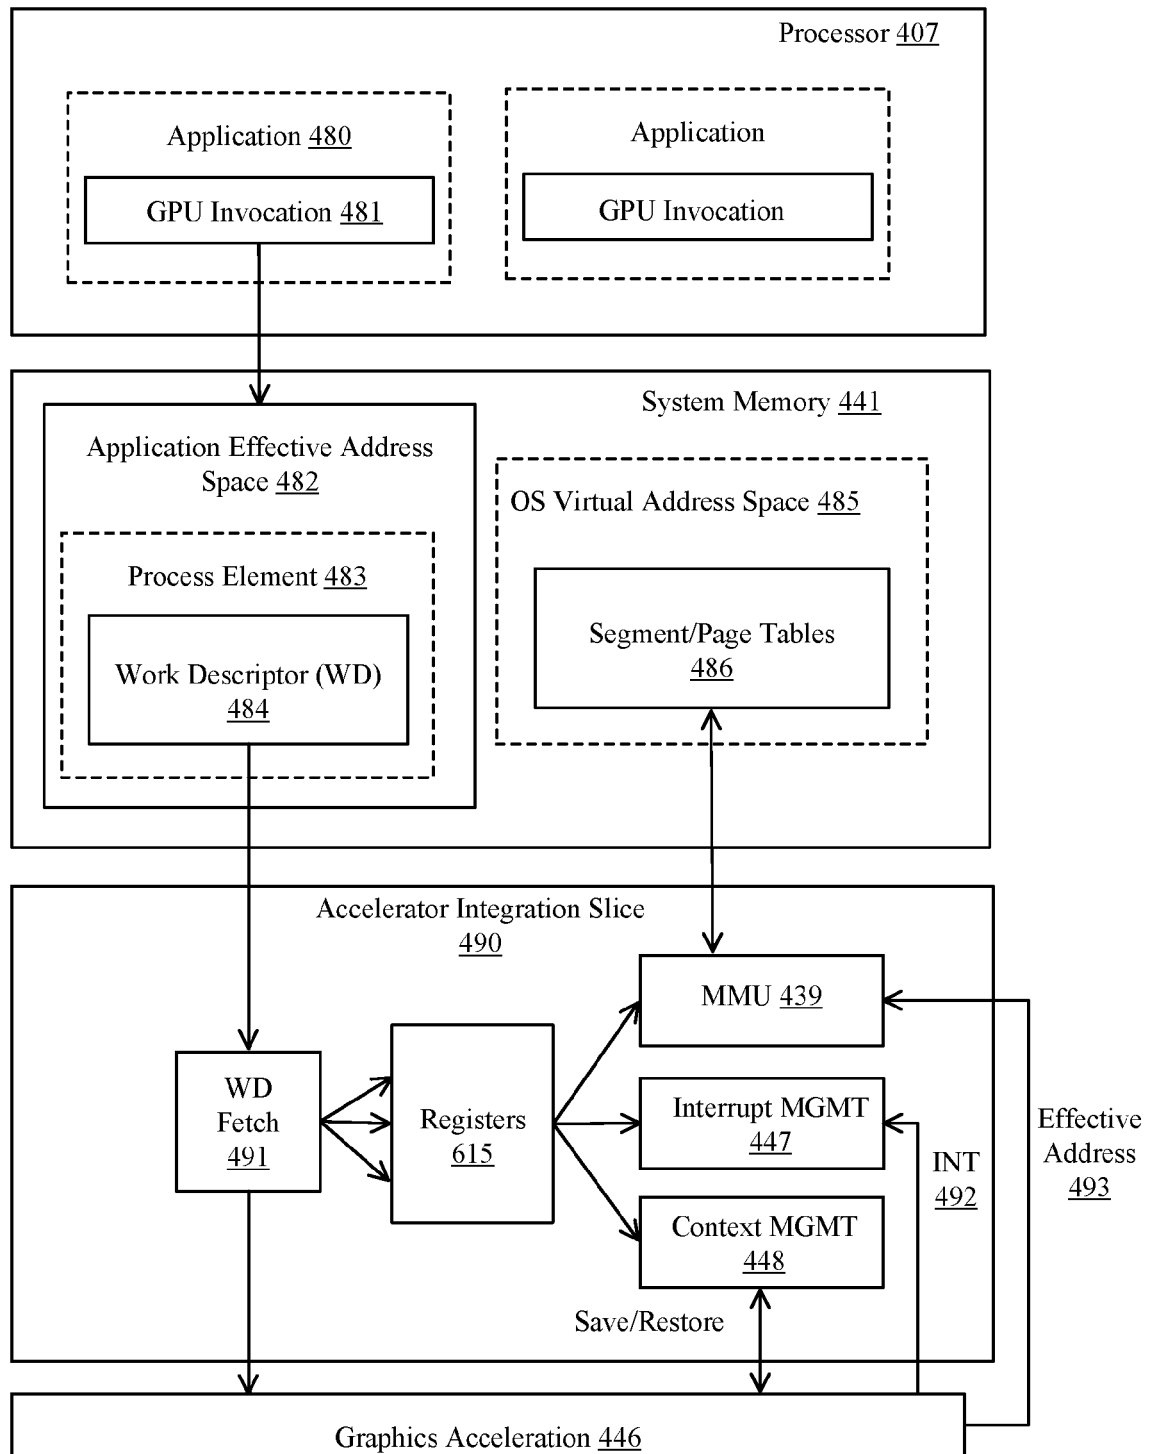 Processor 407
Application 480
GPU Invocation 481
Application
GPU Invocation
System Memory 441
Application Effective Address
Space 482
Process Element 483
Work Descriptor (WD)
484
OS Virtual Address Space 485
Segment/Page Tables
486
Accelerator Integration Slice
490
WD
Fetch
491
Registers
615
MMU 439
Interrupt MGMT
447
Context MGMT
448
Save/Restore
INT
492
Effective
Address
493
Graphics Acceleration 446